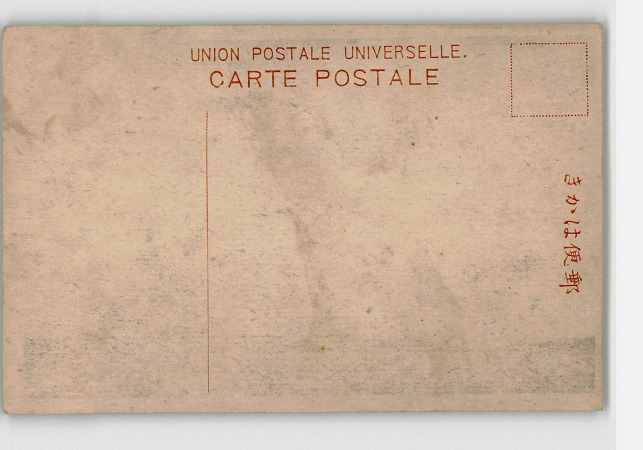 UNION POSTALE UNIVERSELLE.
CARTE POSTALE
きかは便郵